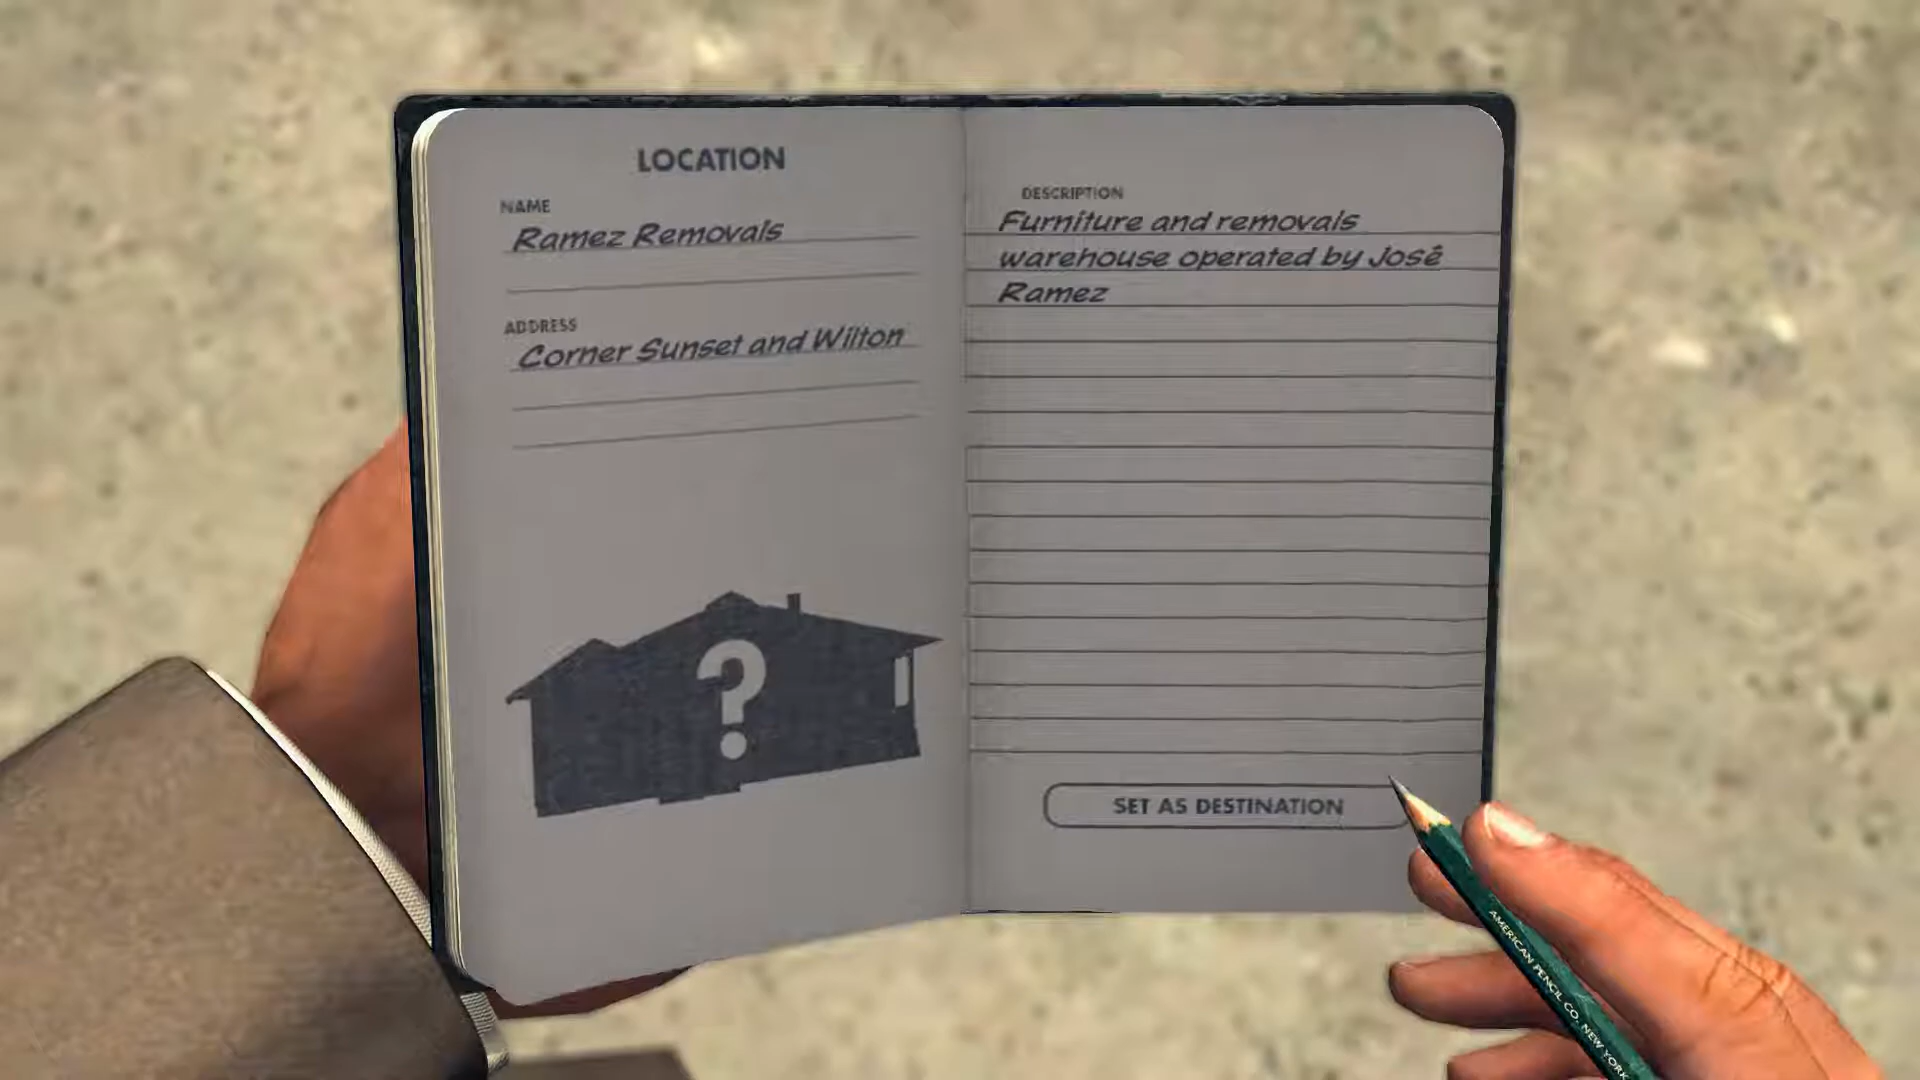 LOCATION
NAME
Ramez Removals
ADDRESS
Corner Sunset and Wilton
?
DESCRIPTION
Furniture and removals
warehouse operated by José
Ramez
SET AS DESTINATION
AMERICAN PENCIL CO. NEW YORK